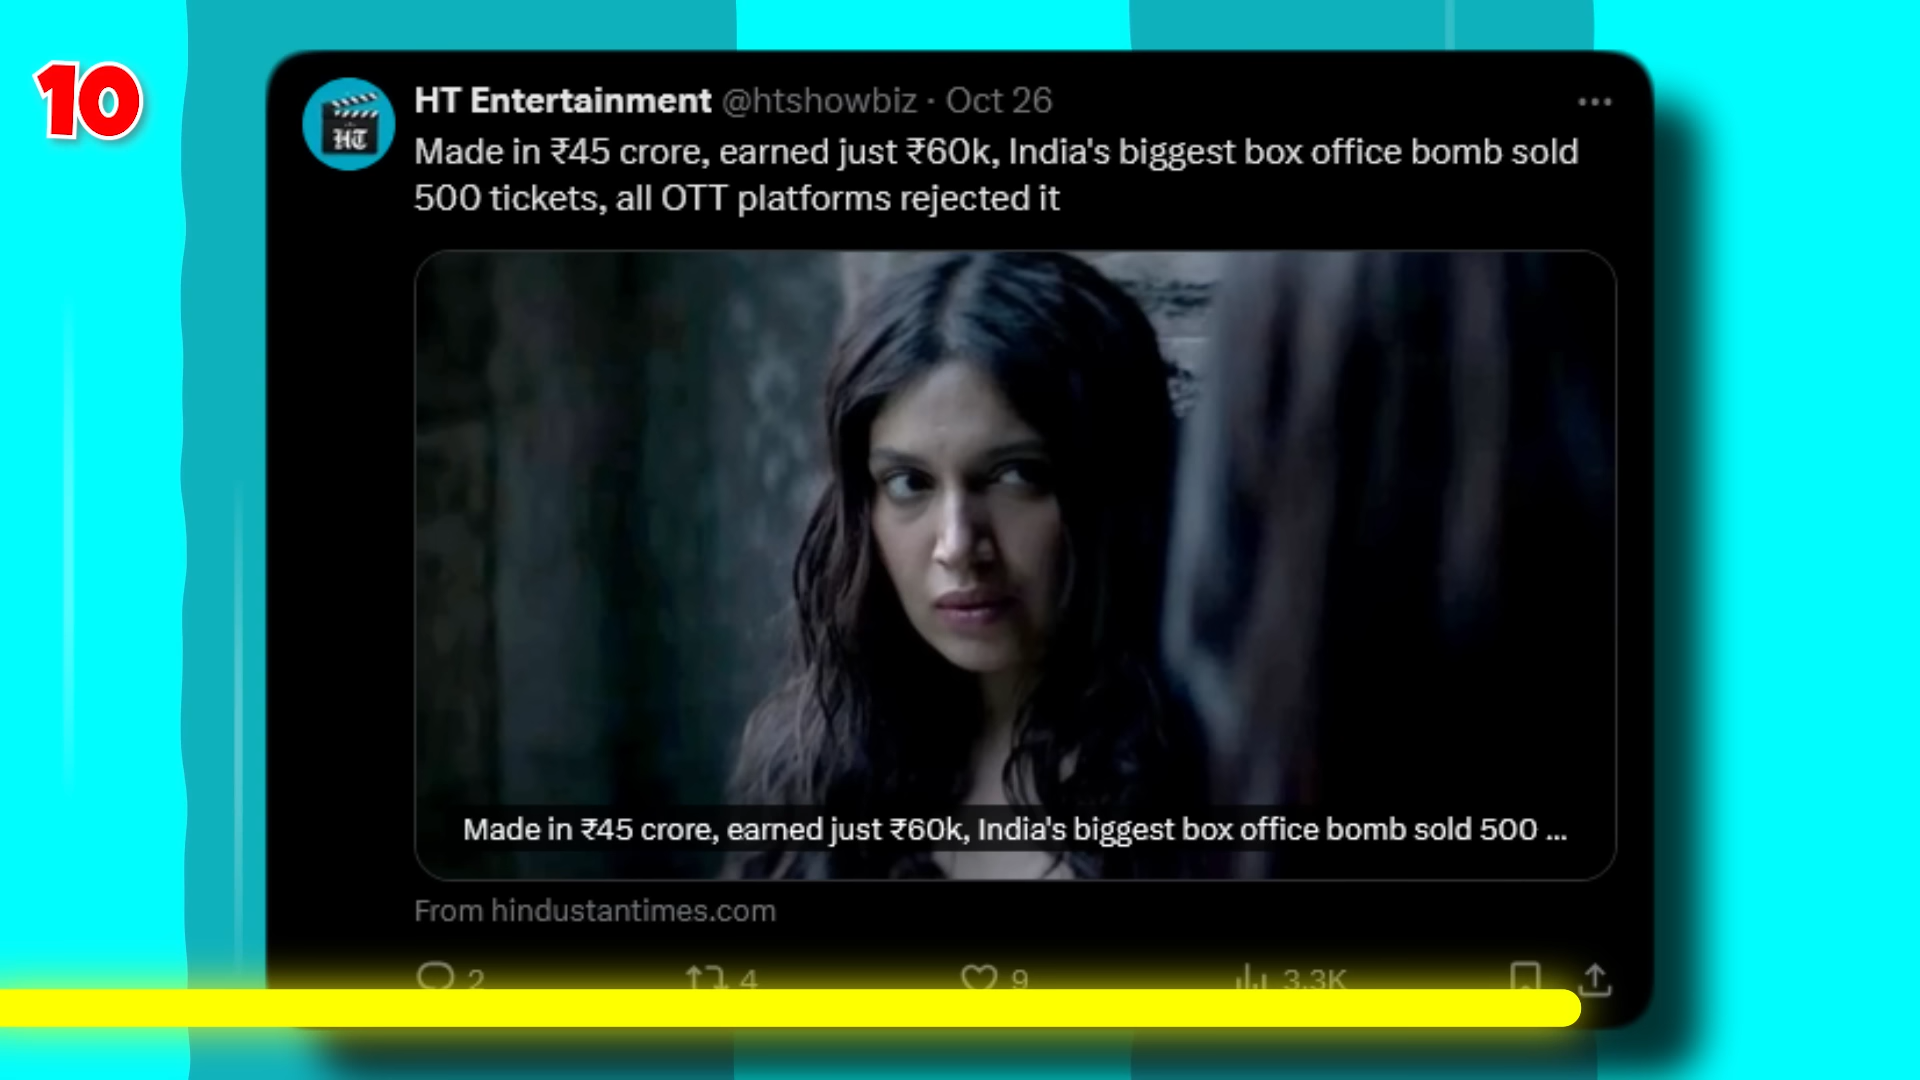 10
HT Entertainment @htshowbiz · Oct 26
HT
Made in ₹45 crore, earned just ₹60k, India's biggest box office bomb sold
500 tickets, all OTT platforms rejected it
Made in ₹45 crore, earned just ₹60k, India's biggest box office bomb sold 500 ...
From hindustantimes.com
2 4 9 3.3K